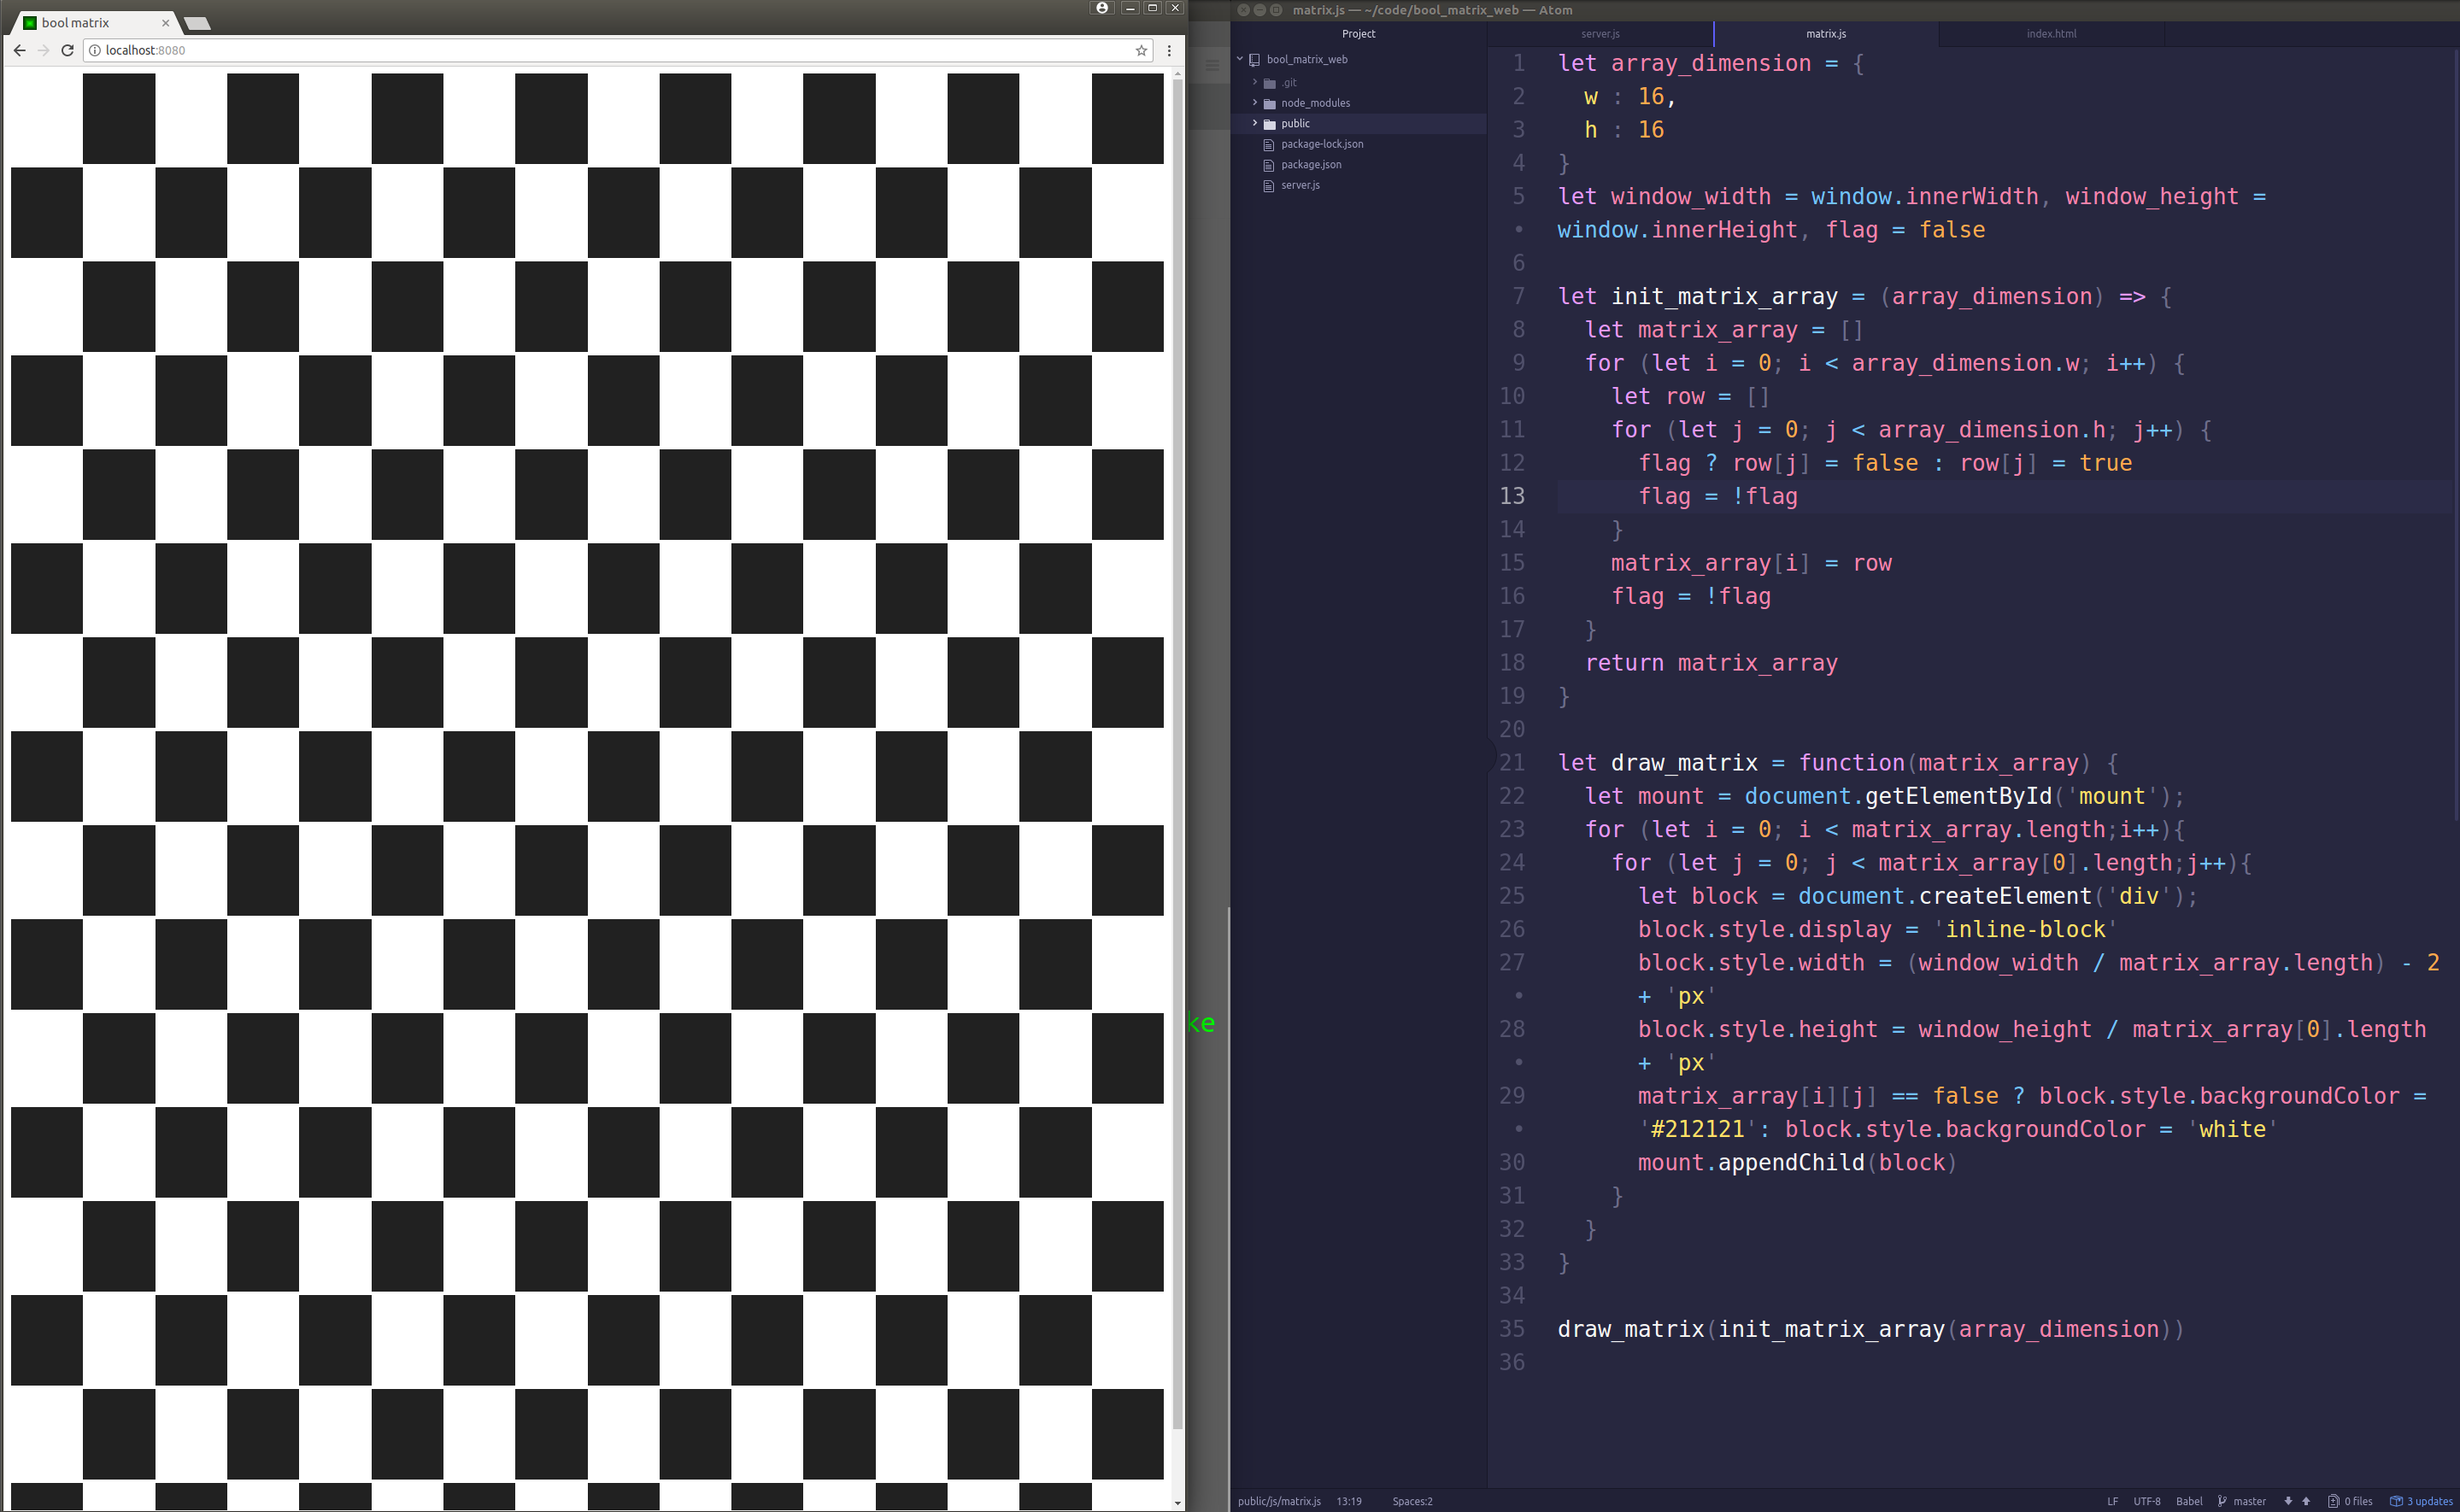 bool matrix
localhost:8080
ke
matrix.js — ~/code/bool_matrix_web — Atom
Project
bool_matrix_web
.git
node_modules
public
package-lock.json
package.json
server.js
server.js
matrix.js
index.html
1 let array_dimension = {
2   w : 16,
3   h : 16
4 }
5 let window_width = window.innerWidth, window_height =
• window.innerHeight, flag = false
6
7 let init_matrix_array = (array_dimension) => {
8   let matrix_array = []
9   for (let i = 0; i < array_dimension.w; i++) {
10     let row = []
11     for (let j = 0; j < array_dimension.h; j++) {
12       flag ? row[j] = false : row[j] = true
13       flag = !flag
14     }
15     matrix_array[i] = row
16     flag = !flag
17   }
18   return matrix_array
19 }
20
21 let draw_matrix = function(matrix_array) {
22   let mount = document.getElementById('mount');
23   for (let i = 0; i < matrix_array.length;i++){
24     for (let j = 0; j < matrix_array[0].length;j++){
25       let block = document.createElement('div');
26       block.style.display = 'inline-block'
27       block.style.width = (window_width / matrix_array.length) - 2
•       + 'px'
28       block.style.height = window_height / matrix_array[0].length
•       + 'px'
29       matrix_array[i][j] == false ? block.style.backgroundColor =
•       '#212121': block.style.backgroundColor = 'white'
30       mount.appendChild(block)
31     }
32   }
33 }
34
35 draw_matrix(init_matrix_array(array_dimension))
36
public/js/matrix.js 13:19 Spaces:2 LF UTF-8 Babel master 0 files 3 updates